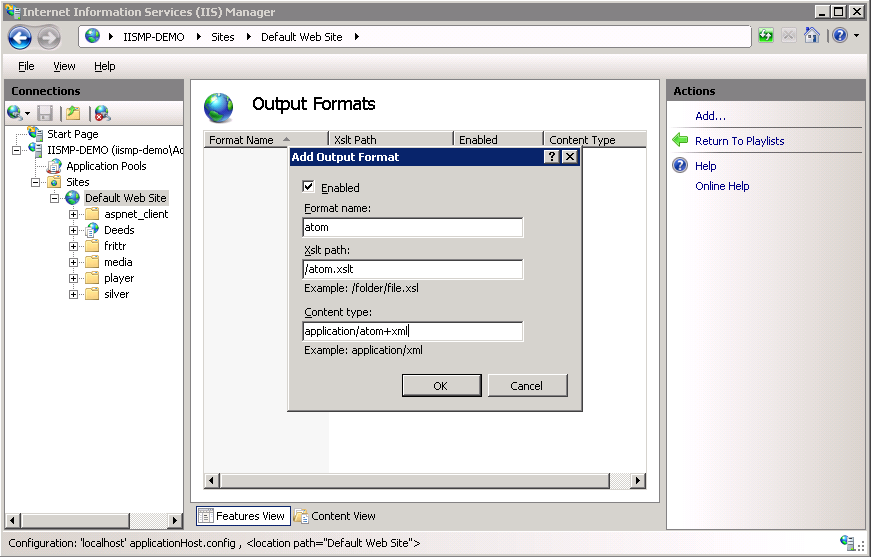 Internet Information Services (IIS) Manager
IISMP-DEMO Sites Default Web Site
File View Help
Connections
Start Page
IISMP-DEMO (iismp-demo\Ad
Application Pools
Sites
Default Web Site
aspnet_client
Deeds
frittr
media
player
silver
Output Formats
Format Name Xslt Path Enabled Content Type
Add Output Format
Enabled
Format name:
atom
Xslt path:
/atom.xslt
Example: /folder/file.xsl
Content type:
application/atom+xml
Example: application/xml
OK Cancel
Features View Content View
Actions
Add...
Return To Playlists
Help
Online Help
Configuration: 'localhost' applicationHost.config , <location path="Default Web Site">